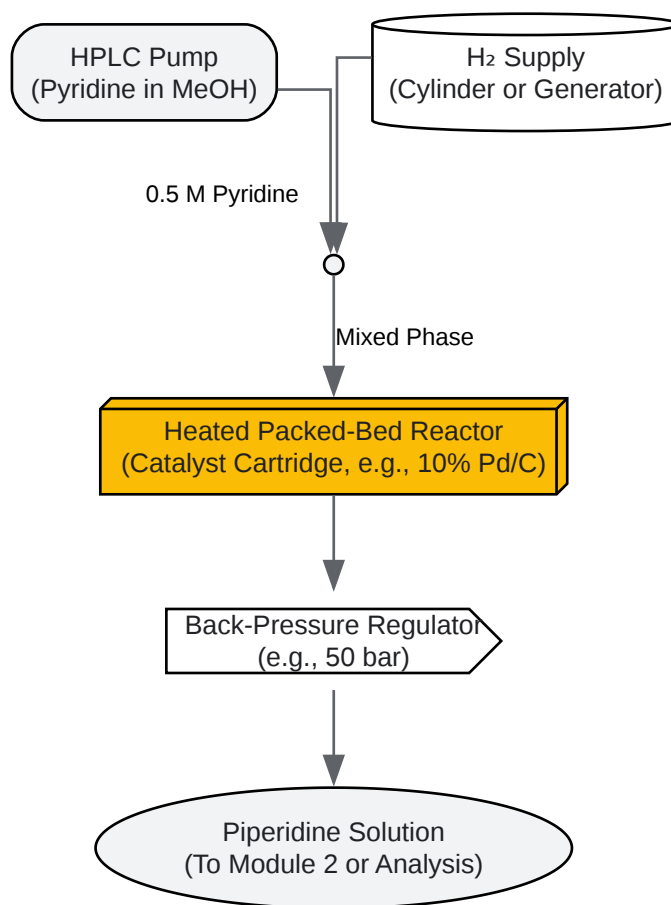 HPLC Pump
(Pyridine in MeOH)
H₂ Supply
(Cylinder or Generator)
0.5 M Pyridine
Mixed Phase
Heated Packed-Bed Reactor
(Catalyst Cartridge, e.g., 10% Pd/C)
Back-Pressure Regulator
(e.g., 50 bar)
Piperidine Solution
(To Module 2 or Analysis)